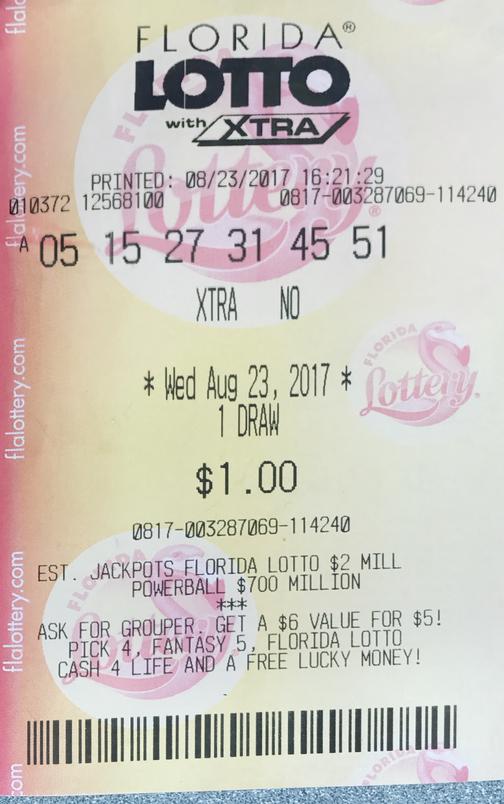 FLORIDA®
LOTTO
with XTRA
PRINTED: 08/23/2017 16:21:29
010372 12568100 0817-003287069-114240
A 05 15 27 31 45 51
XTRA NO
* Wed Aug 23, 2017 *
1 DRAW
$1.00
0817-003287069-114240
EST. JACKPOTS FLORIDA LOTTO $2 MILL
POWERBALL $700 MILLION
***
ASK FOR GROUPER. GET A $6 VALUE FOR $5!
PICK 4, FANTASY 5, FLORIDA LOTTO
CASH 4 LIFE AND A FREE LUCKY MONEY!
flalottery.com
flalottery.com
flalottery.com
FLORIDA
Lottery
FLORIDA
Lottery
FLORIDA